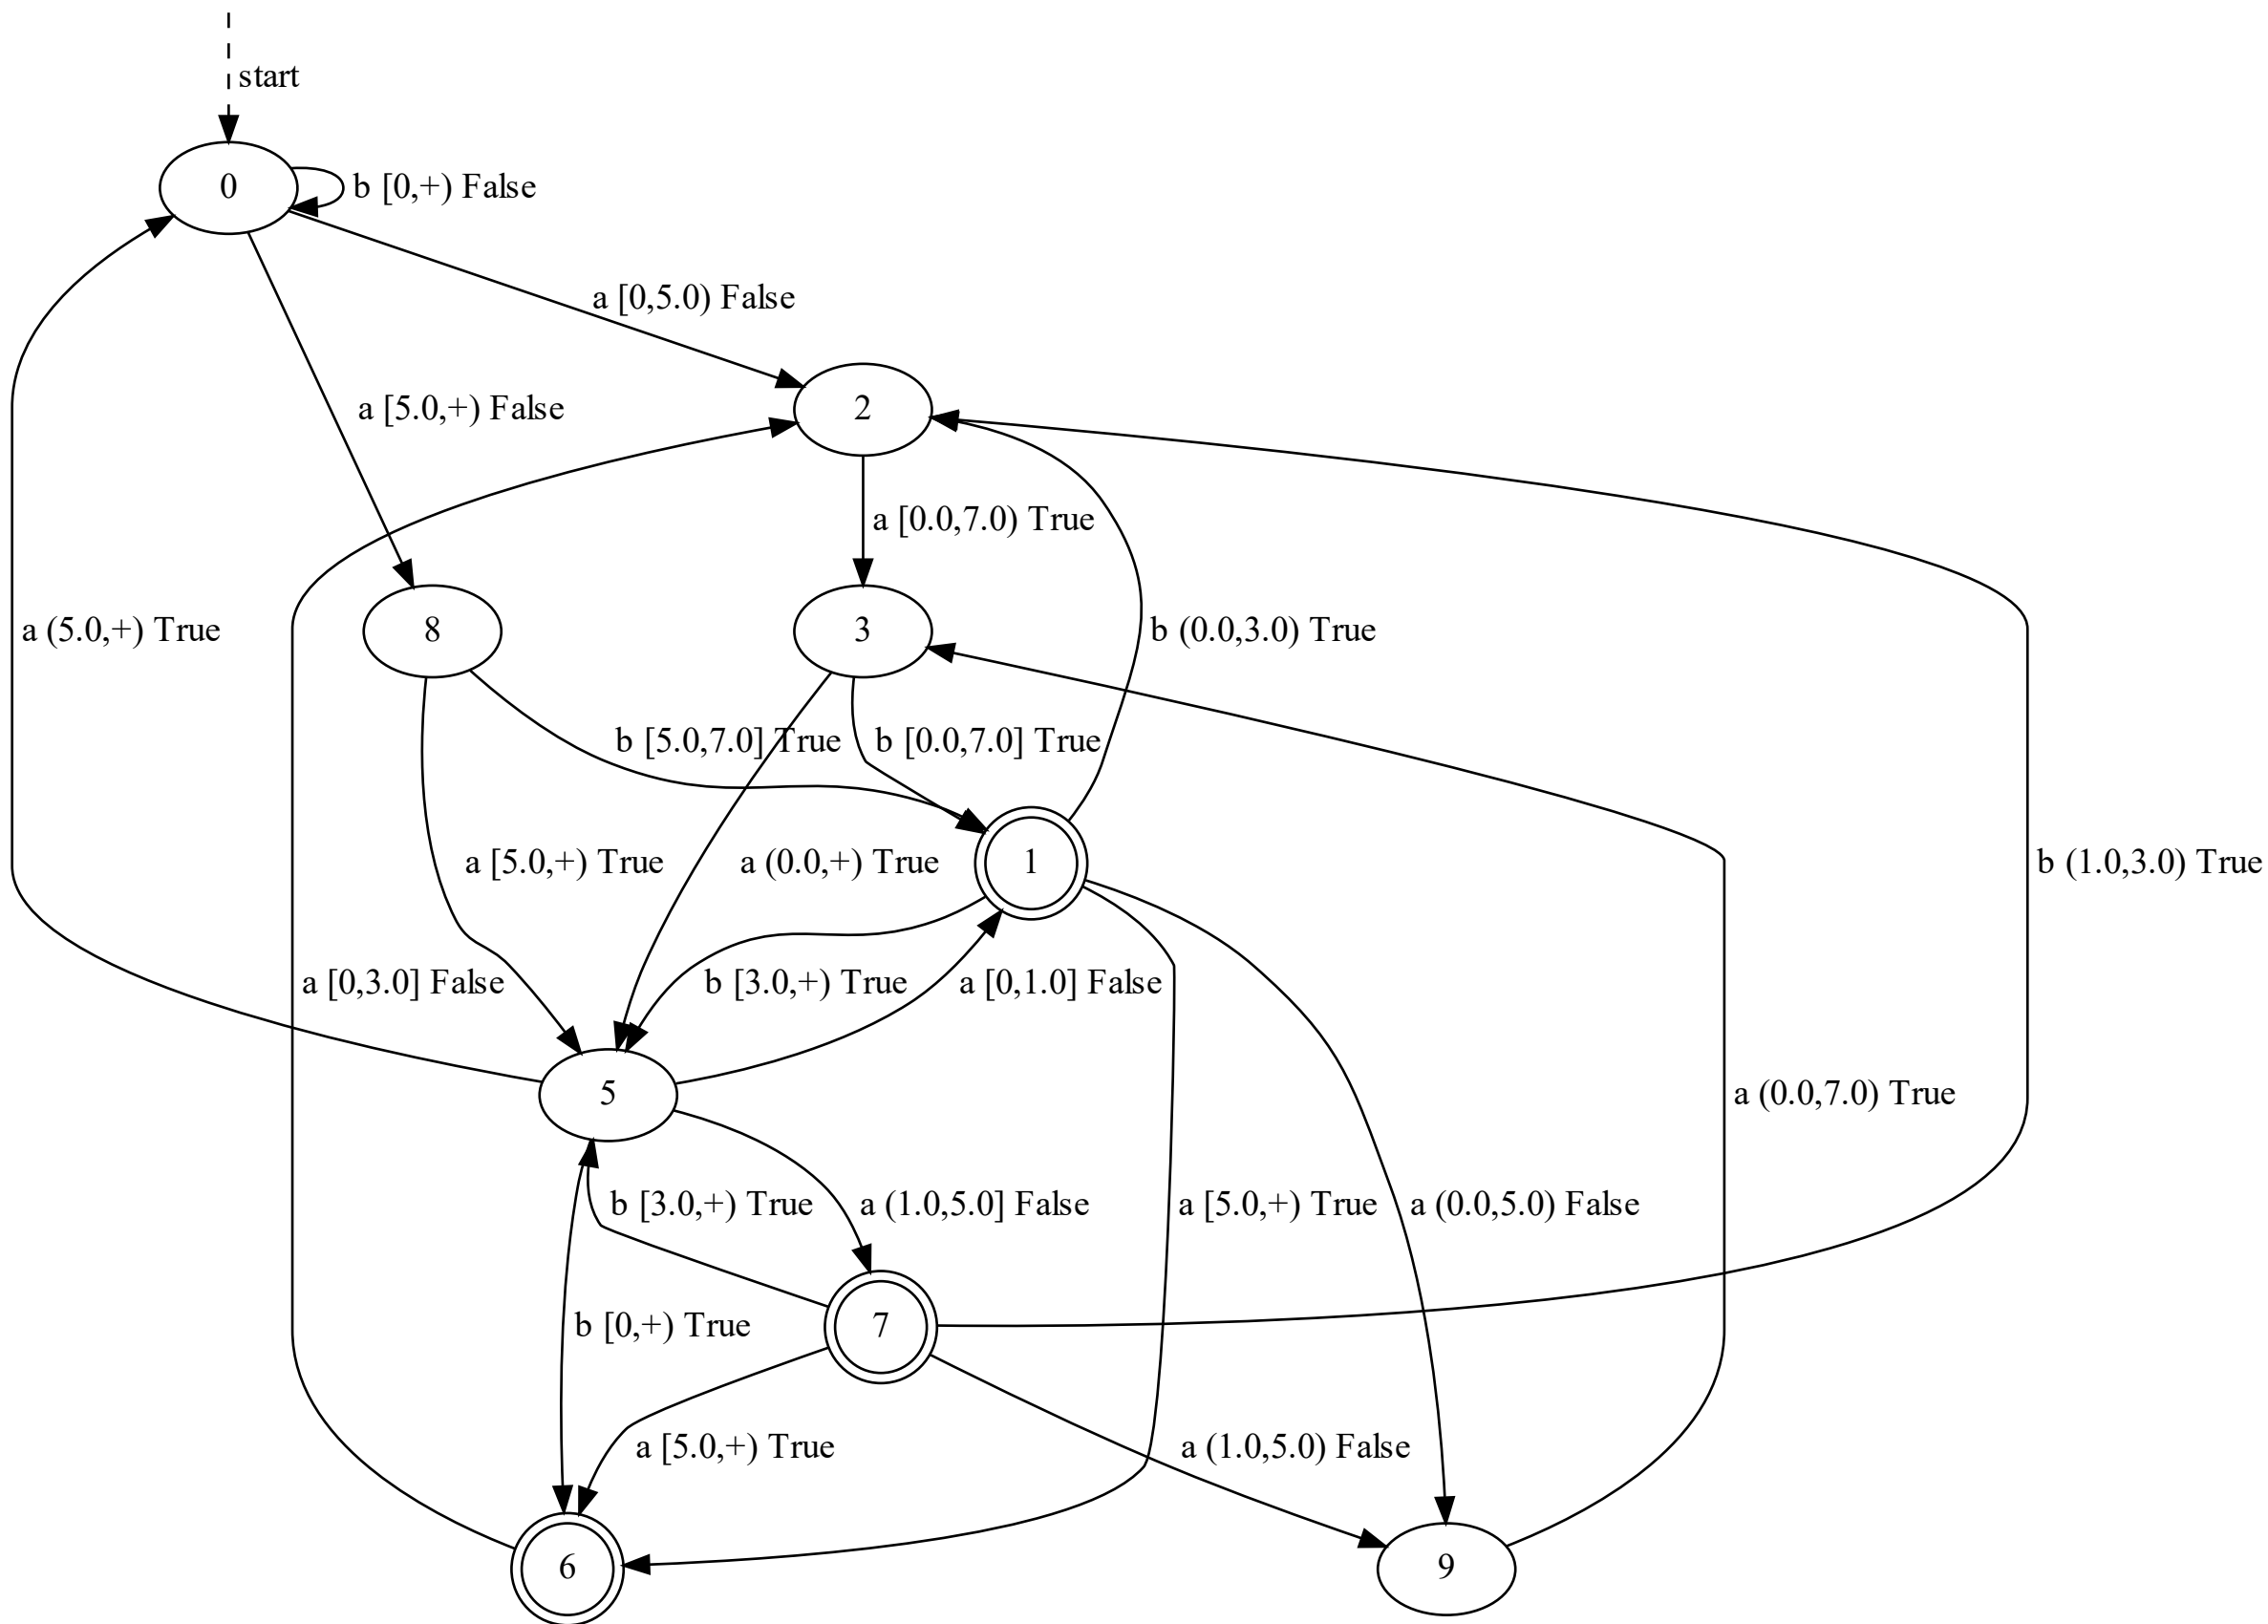 start
0
b [0,+) False
a [0,5.0) False
a [5.0,+) False
2
a [0.0,7.0) True
a (5.0,+) True
8
3
b (0.0,3.0) True
b [5.0,7.0] True
b [0.0,7.0] True
a [5.0,+) True
a (0.0,+) True
1
b (1.0,3.0) True
a [0,3.0] False
b [3.0,+) True
a [0,1.0] False
5
a (0.0,7.0) True
b [3.0,+) True
a (1.0,5.0] False
a [5.0,+) True
a (0.0,5.0) False
b [0,+) True
7
a [5.0,+) True
a (1.0,5.0) False
6
9